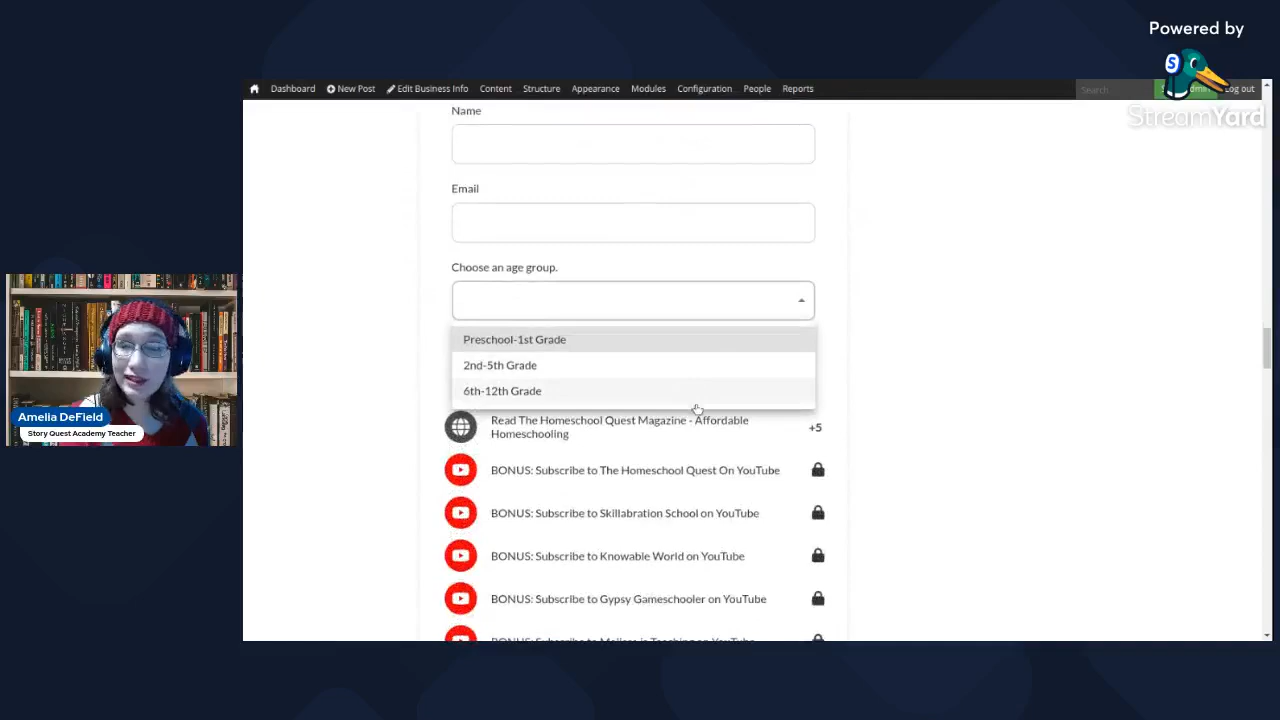 Powered by
StreamYard
Dashboard New Post Edit Business Info Content Structure Appearance Modules Configuration People Reports Search Log out
Name
Email
Choose an age group.
Preschool-1st Grade
2nd-5th Grade
6th-12th Grade
Read The Homeschool Quest Magazine - Affordable
Homeschooling
+5
BONUS: Subscribe to The Homeschool Quest On YouTube
BONUS: Subscribe to Skillabration School on YouTube
BONUS: Subscribe to Knowable World on YouTube
BONUS: Subscribe to Gypsy Gameschooler on YouTube
Amelia DeField
Story Quest Academy Teacher